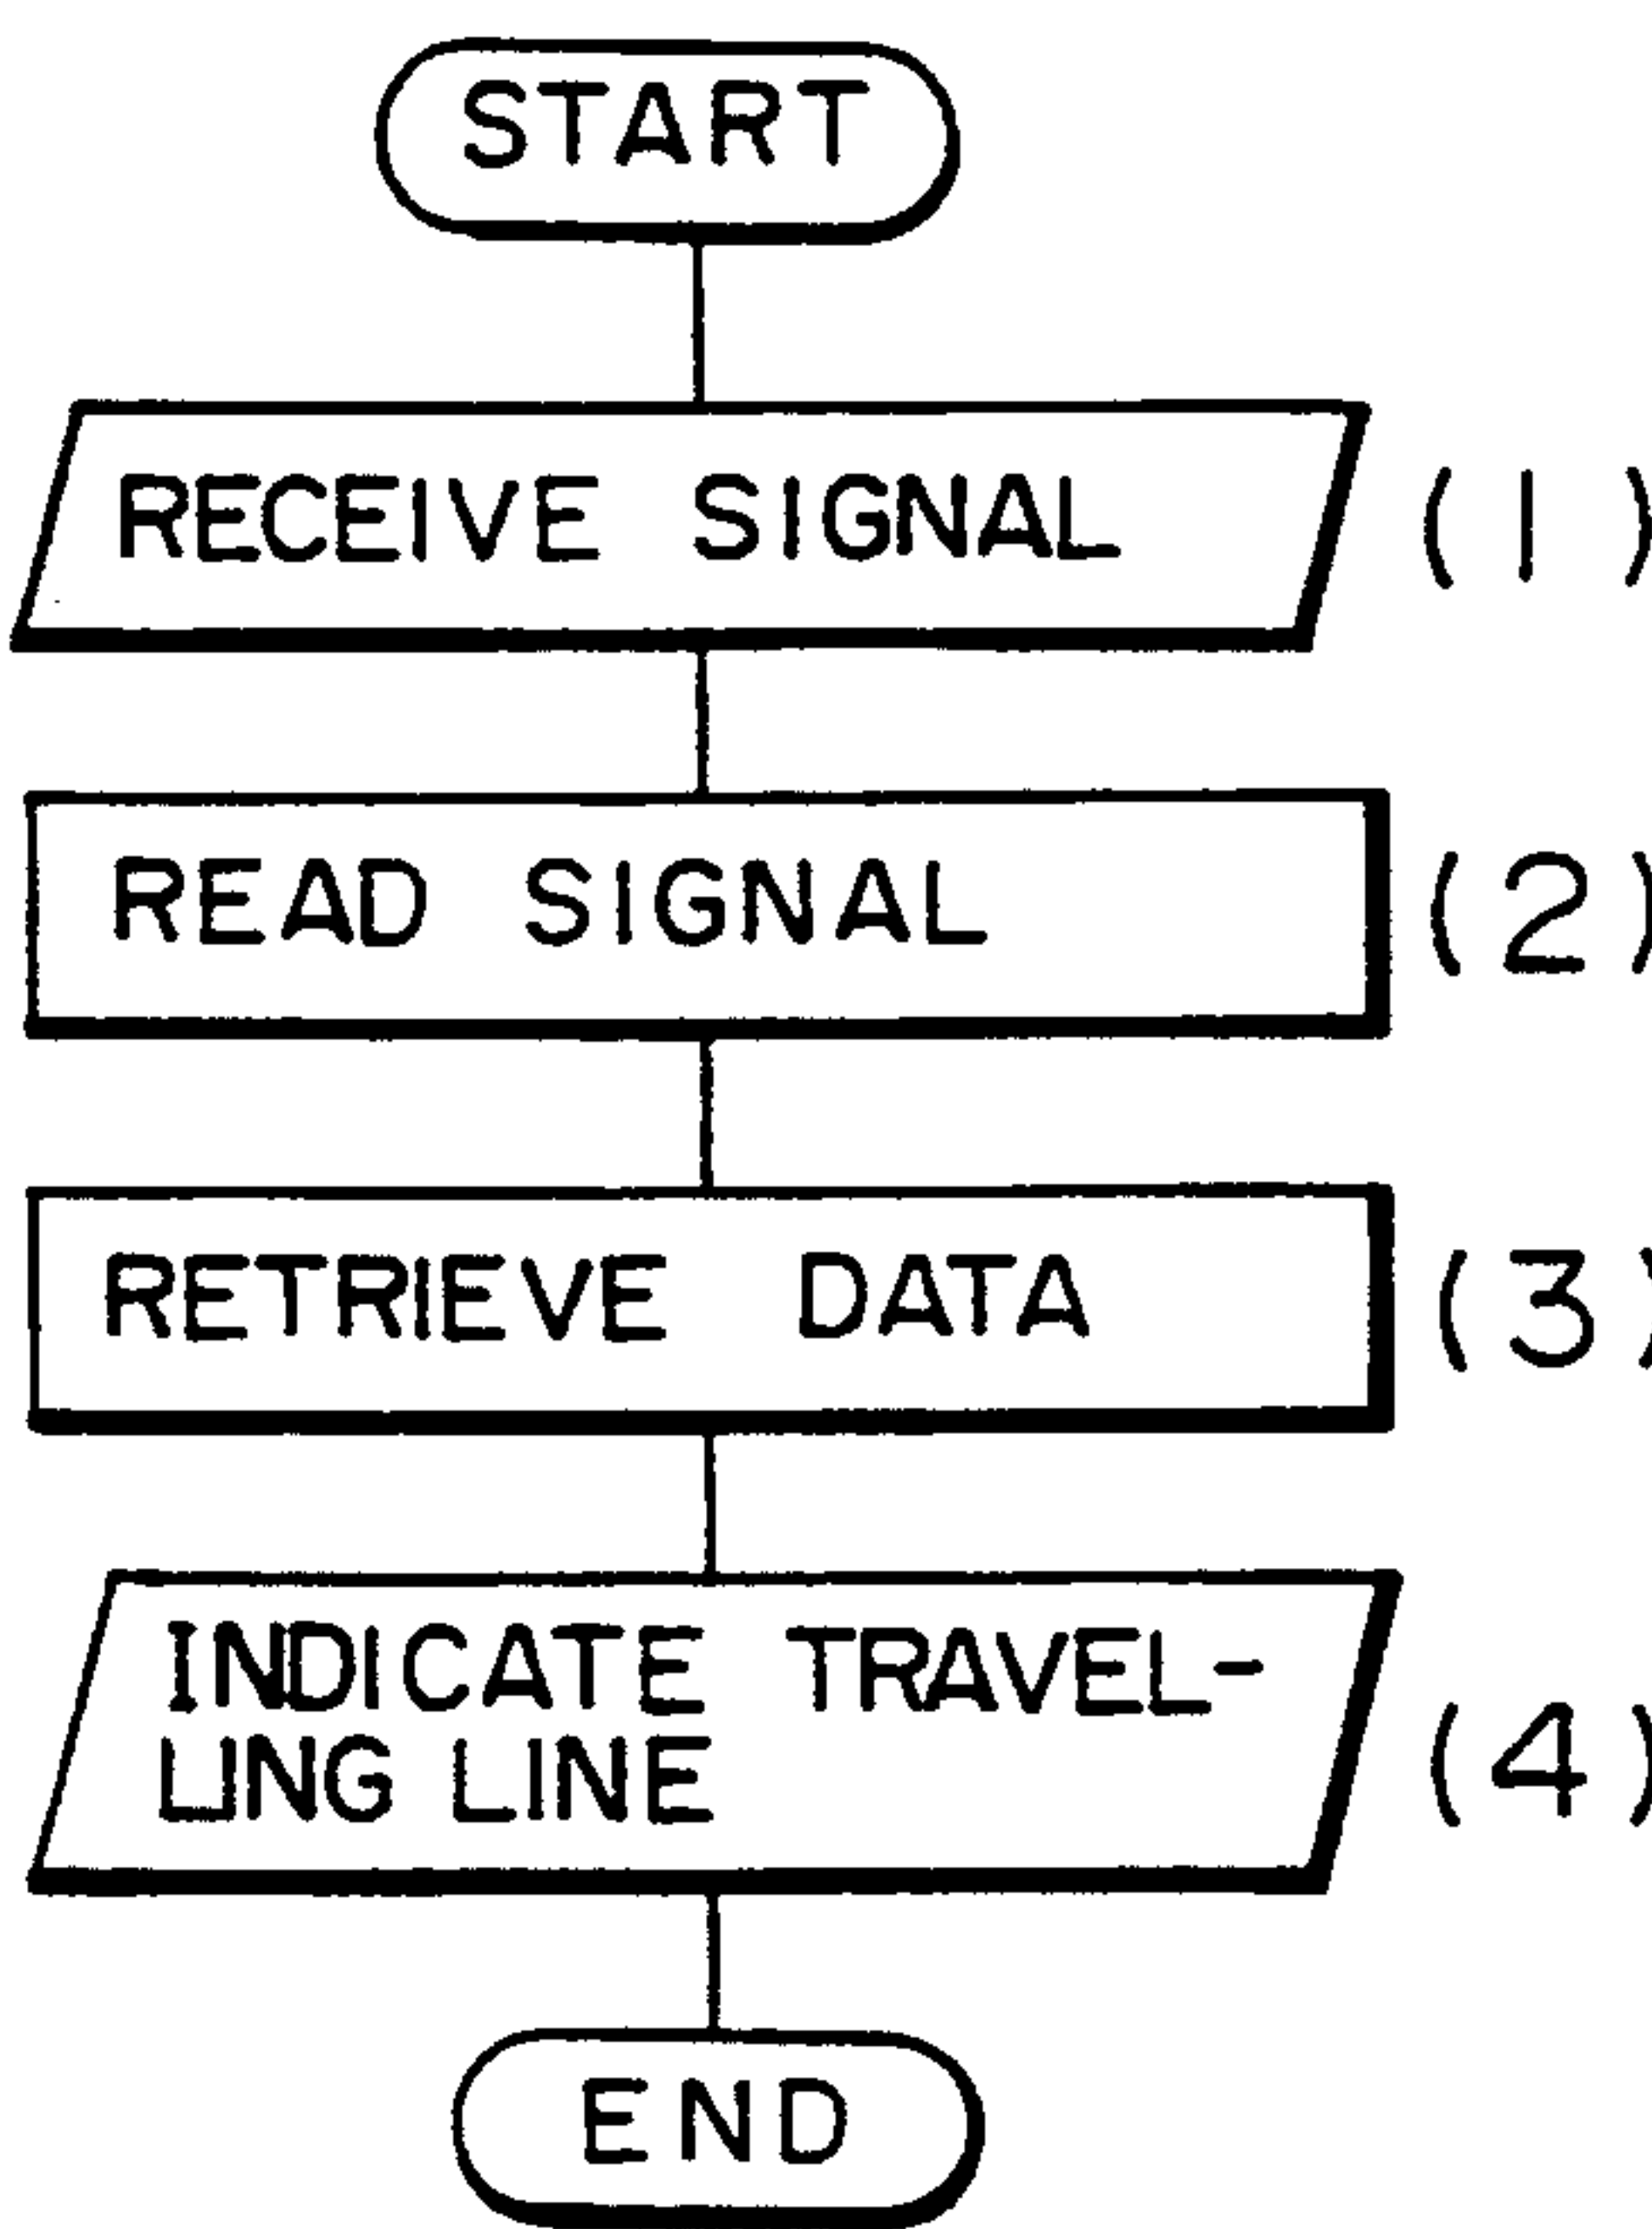 START
RECEIVE SIGNAL (1)
READ SIGNAL (2)
RETRIEVE DATA (3)
INDICATE TRAVEL-
LING LINE (4)
END